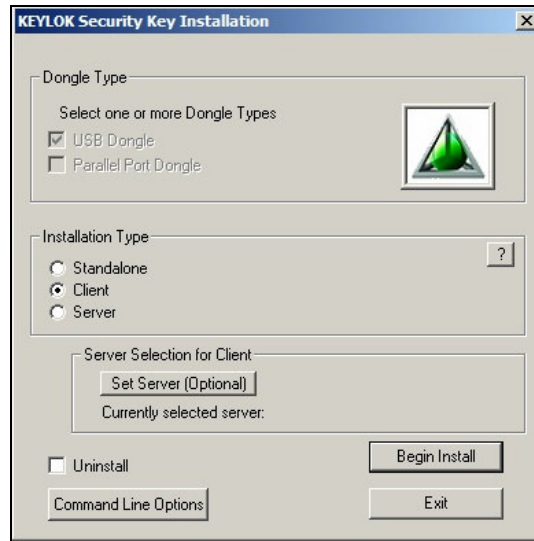 KEYLOK Security Key Installation
Dongle Type
Select one or more Dongle Types
USB Dongle
Parallel Port Dongle
Installation Type
?
Standalone
Client
Server
Server Selection for Client
Set Server (Optional)
Currently selected server:
Uninstall
Begin Install
Command Line Options
Exit